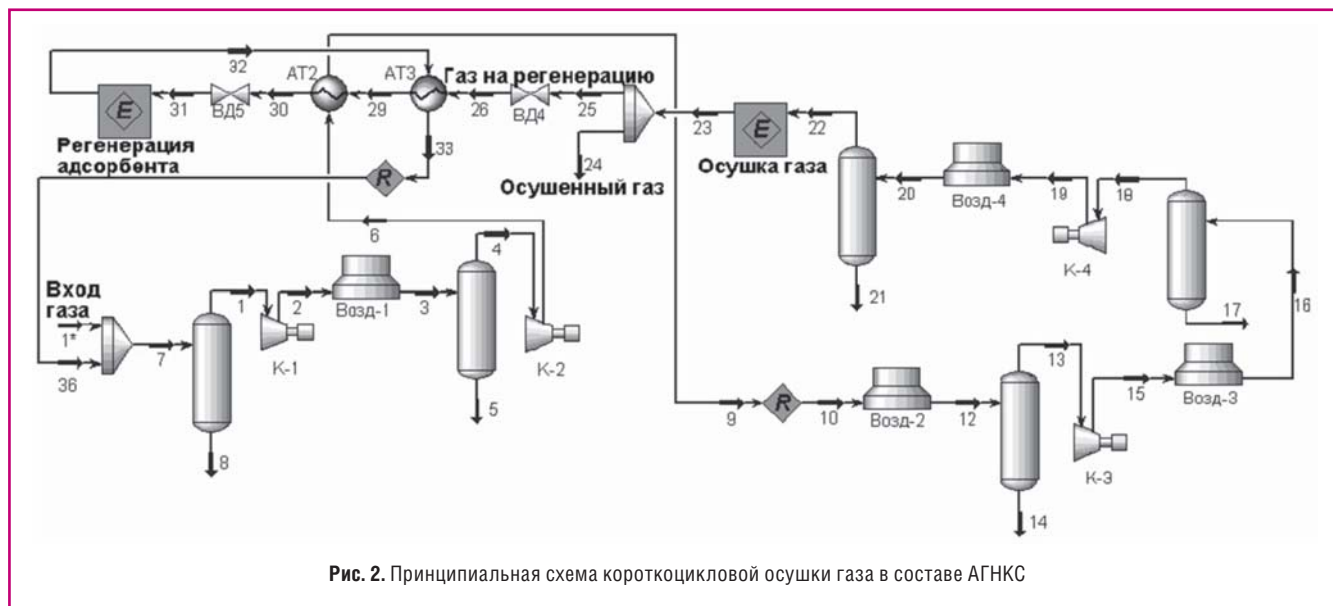 32
АТ2
АТ3
Газ на регенерацию
31
ВД5
30
29
26
ВД4
25
23
22
Регенерация
адсорбента
33
24
Осушенный газ
Осушка газа
20
Возд-4
19
18
К-4
R
6
4
21
17
16
Вход
газа
1*
1
2
Возд-1
3
7
К-1
К-2
36
5
8
13
15
Возд-3
9
R
10
Возд-2
12
К-3
14
E
E
Рис. 2. Принципиальная схема короткоцикловой осушки газа в составе АГНКС